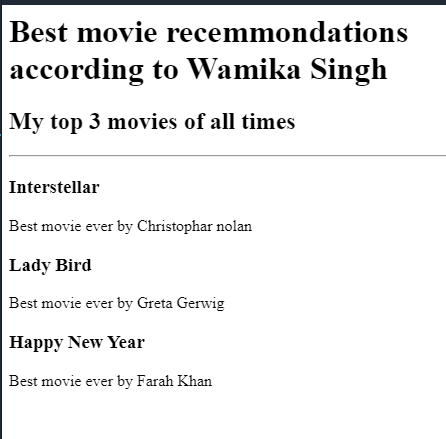 Best movie recemmondations
according to Wamika Singh
My top 3 movies of all times
Interstellar
Best movie ever by Christophar nolan
Lady Bird
Best movie ever by Greta Gerwig
Happy New Year
Best movie ever by Farah Khan